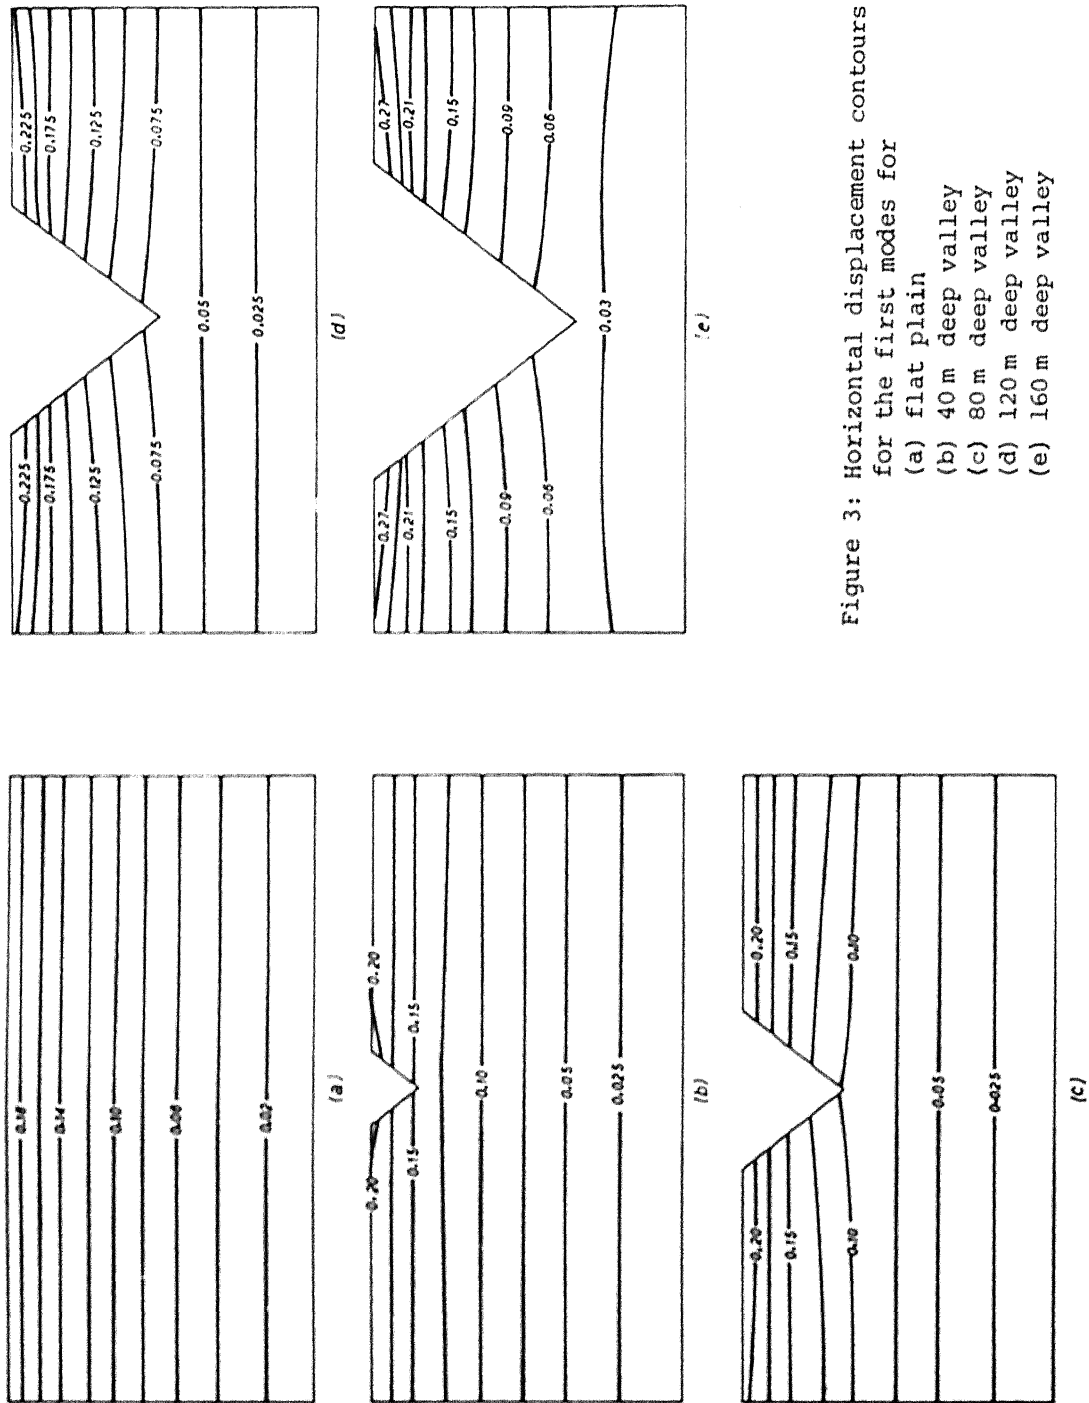 0.18
0.14
0.10
0.06
0.02
(a)
0.20 0.20
0.15 0.15
0.10
0.05
0.025
(b)
0.20 0.20
0.15 0.15
0.10 0.10
0.05
0.025
(c)
0.225 0.225
0.175 0.175
0.125 0.125
0.075 0.075
0.05
0.025
(d)
0.27 0.27
0.21 0.21
0.15 0.15
0.09 0.09
0.06 0.06
0.03
(e)
Figure 3: Horizontal displacement contours
for the first modes for
(a) flat plain
(b) 40 m deep valley
(c) 80 m deep valley
(d) 120 m deep valley
(e) 160 m deep valley